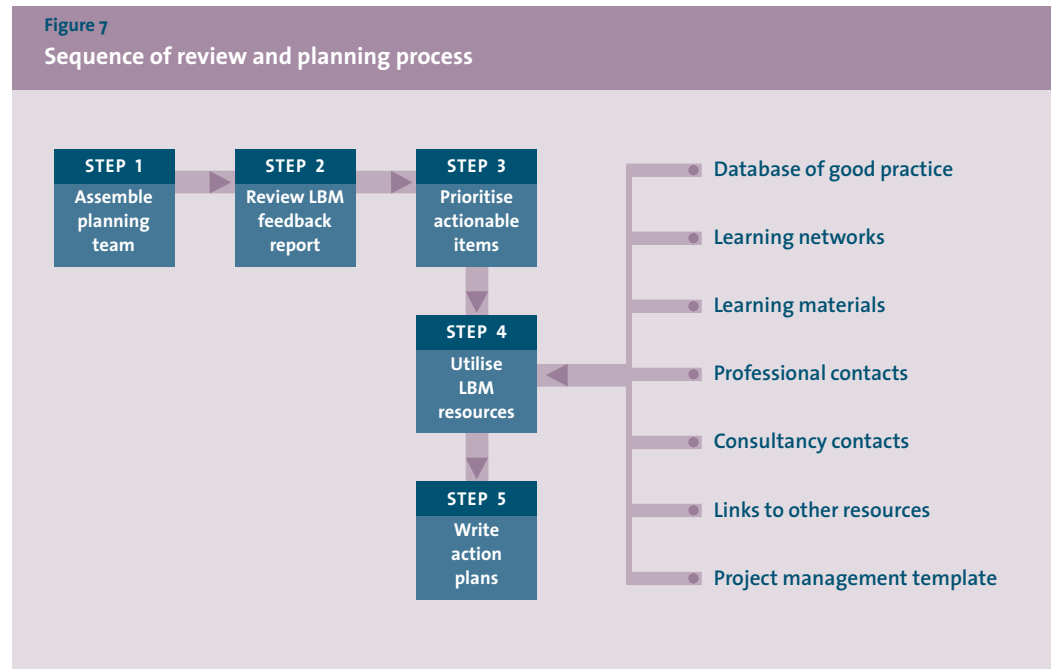 Figure 7
Sequence of review and planning process
STEP 1
Assemble
planning
team
STEP 2
Review LBM
feedback
report
STEP 3
Prioritise
actionable
items
STEP 4
Utilise
LBM
resources
STEP 5
Write
action
plans
Database of good practice
Learning networks
Learning materials
Professional contacts
Consultancy contacts
Links to other resources
Project management template